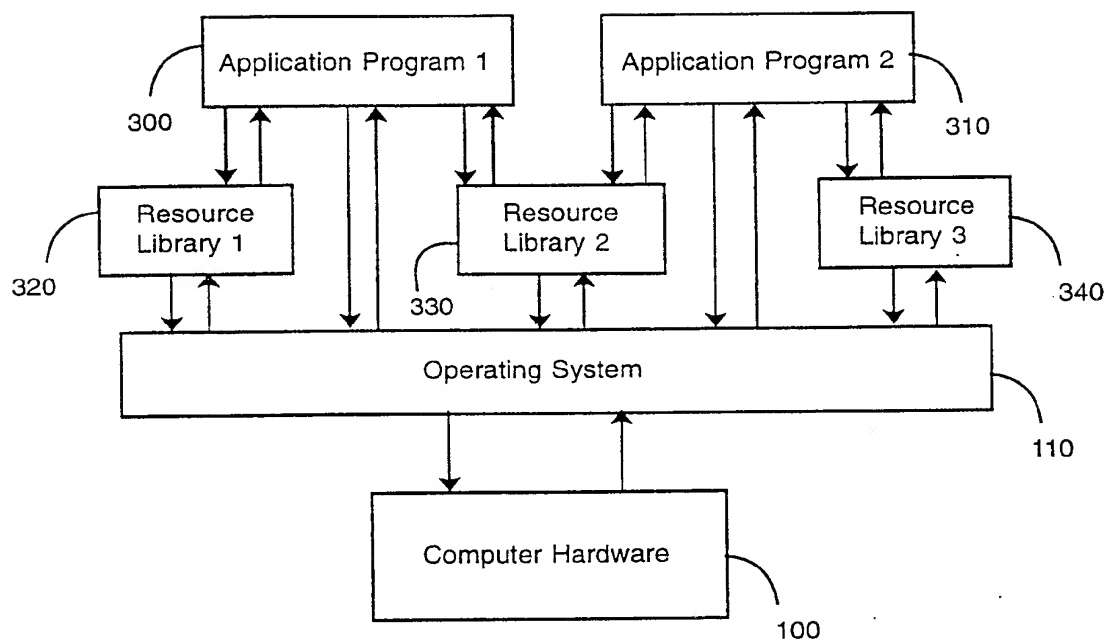 Application Program 1
Application Program 2
300
310
Resource
Library 1
Resource
Library 2
Resource
Library 3
320
330
340
Operating System
110
Computer Hardware
100